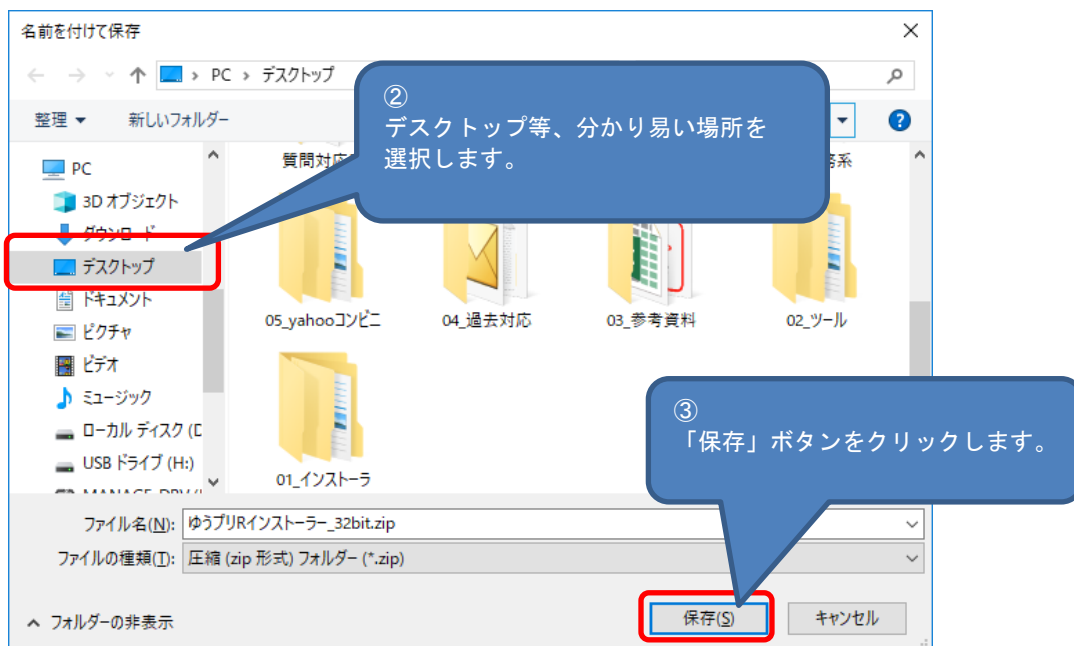 名前を付けて保存
PC › デスクトップ
整理
新しいフォルダー
②
デスクトップ等、分かり易い場所を
選択します。
PC
3D オブジェクト
ダウンロード
デスクトップ
ドキュメント
ピクチャ
ビデオ
ミュージック
ローカル ディスク (D
USB ドライブ (H:)
質問対応
務系
05_yahooコンビニ
04_過去対応
03_参考資料
02_ツール
01_インストーラ
③
「保存」ボタンをクリックします。
ファイル名(N): ゆうプリRインストーラー_32bit.zip
ファイルの種類(T): 圧縮 (zip 形式) フォルダー (*.zip)
フォルダーの非表示
保存(S)
キャンセル